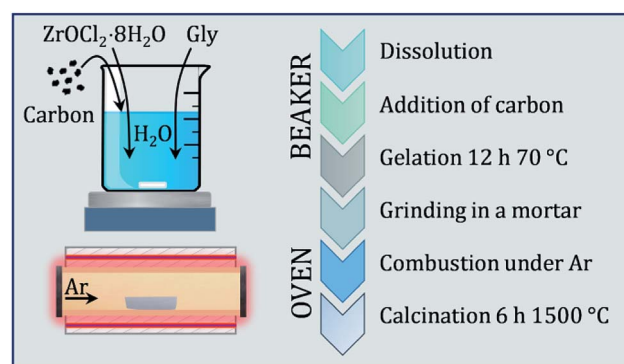 ZrOCl₂·8H₂O Gly
Carbon
H₂O
Ar
BEAKER
OVEN
Dissolution
Addition of carbon
Gelation 12 h 70 °C
Grinding in a mortar
Combustion under Ar
Calcination 6 h 1500 °C